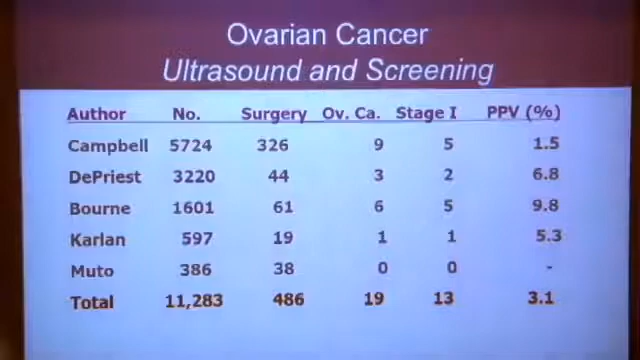 Ovarian Cancer
Ultrasound and Screening
Author No. Surgery Ov. Ca. Stage I PPV (%)
Campbell 5724 326 9 5 1.5
DePriest 3220 44 3 2 6.8
Bourne 1601 61 6 5 9.8
Karlan 597 19 1 1 5.3
Muto 386 38 0 0 -
Total 11,283 486 19 13 3.1